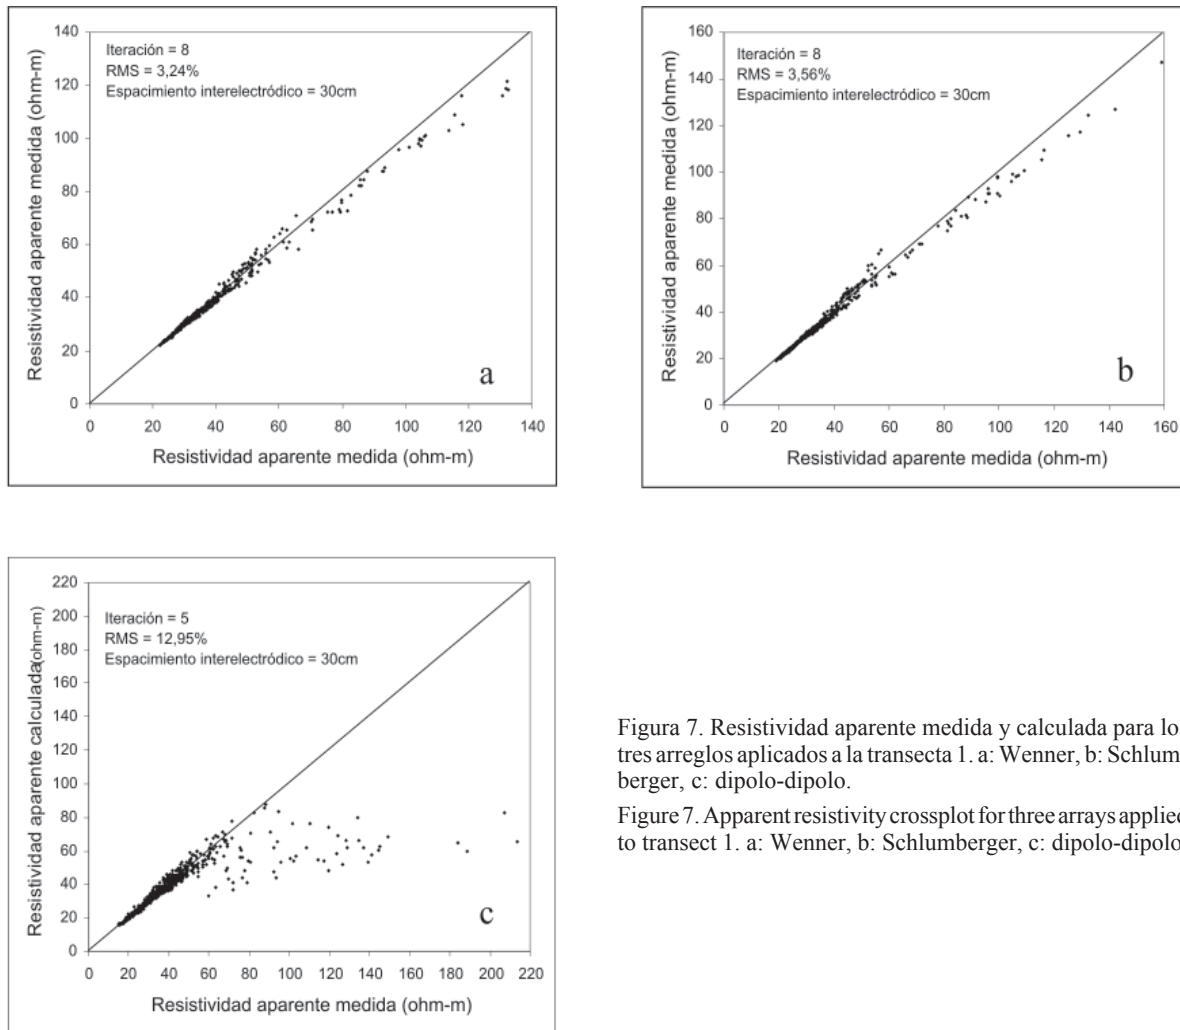 140
120
100
80
60
40
20
0
Resistividad aparente medida (ohm-m)
Iteración = 8
RMS = 3,24%
Espacimiento interelectródico = 30cm
a
0 20 40 60 80 100 120 140
Resistividad aparente medida (ohm-m)
160
140
120
100
80
60
40
20
0
Resistividad aparente medida (ohm-m)
Iteración = 8
RMS = 3,56%
Espacimiento interelectródico = 30cm
b
0 20 40 60 80 100 120 140 160
Resistividad aparente medida (ohm-m)
220
200
180
160
140
120
100
80
60
40
20
0
Resistividad aparente calculada(ohm-m)
Iteración = 5
RMS = 12,95%
Espacimiento interelectródico = 30cm
c
0 20 40 60 80 100 120 140 160 180 200 220
Resistividad aparente medida (ohm-m)
Figura 7. Resistividad aparente medida y calculada para lo
tres arreglos aplicados a la transecta 1. a: Wenner, b: Schlum
berger, c: dipolo-dipolo.
Figure 7. Apparent resistivity crossplot for three arrays applied
to transect 1. a: Wenner, b: Schlumberger, c: dipolo-dipolo